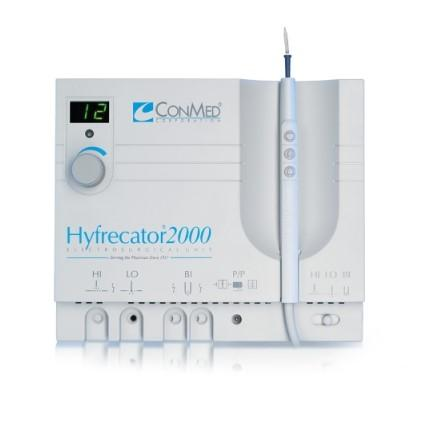 12
CONMED
CORPORATION
Hyfrecator®2000
ELECTROSURGICAL UNIT
HI LO BI P/P
HI LO BI